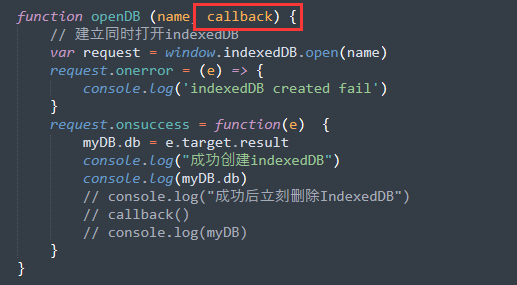 function openDB (name, callback) {
// 建立同时打开indexedDB
var request = window.indexedDB.open(name)
request.onerror = (e) => {
console.log('indexedDB created fail')
}
request.onsuccess = function(e)  {
myDB.db = e.target.result
console.log("成功创建indexedDB")
console.log(myDB.db)
// console.log("成功后立刻删除IndexedDB")
// callback()
// console.log(myDB)
}
}